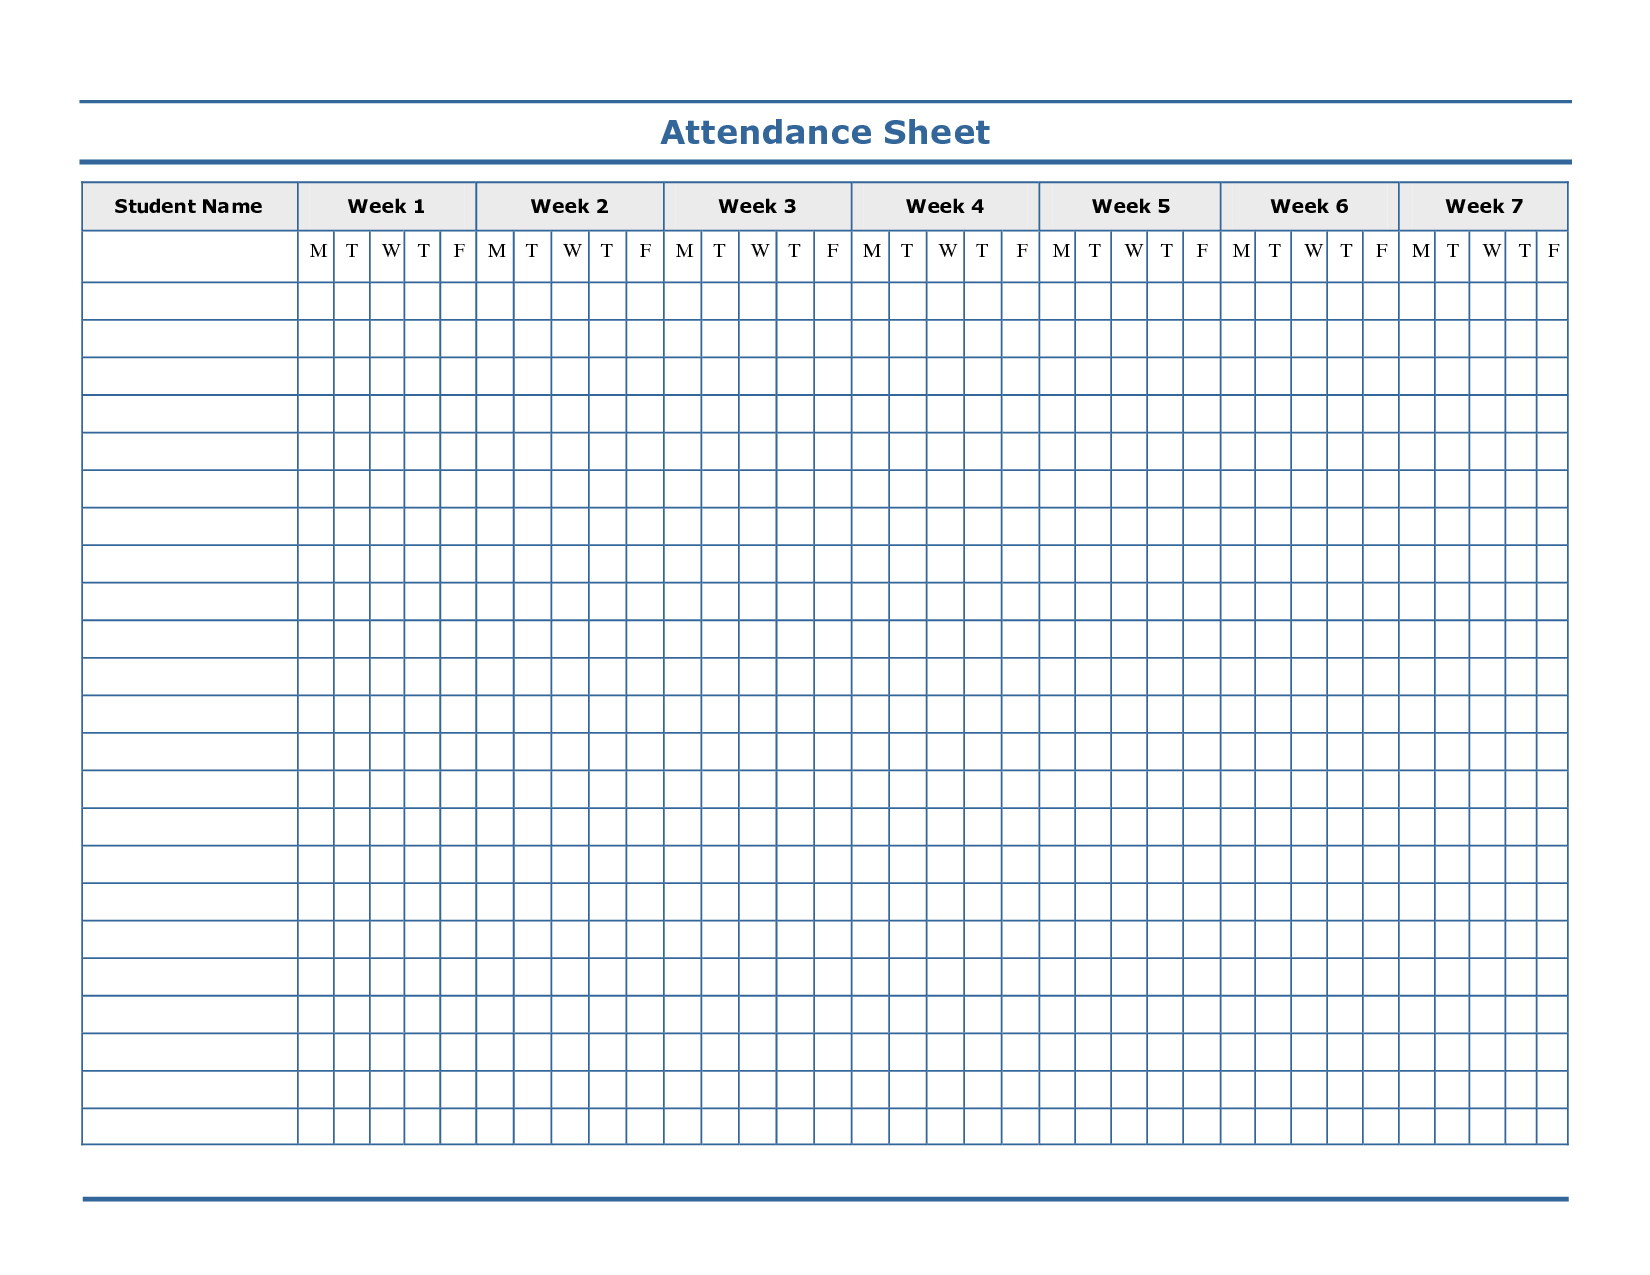 Attendance Sheet
Student Name Week 1 Week 2 Week 3 Week 4 Week 5 Week 6 Week 7
M T W T F M T W T F M T W T F M T W T F M T W T F M T W T F M T W T F